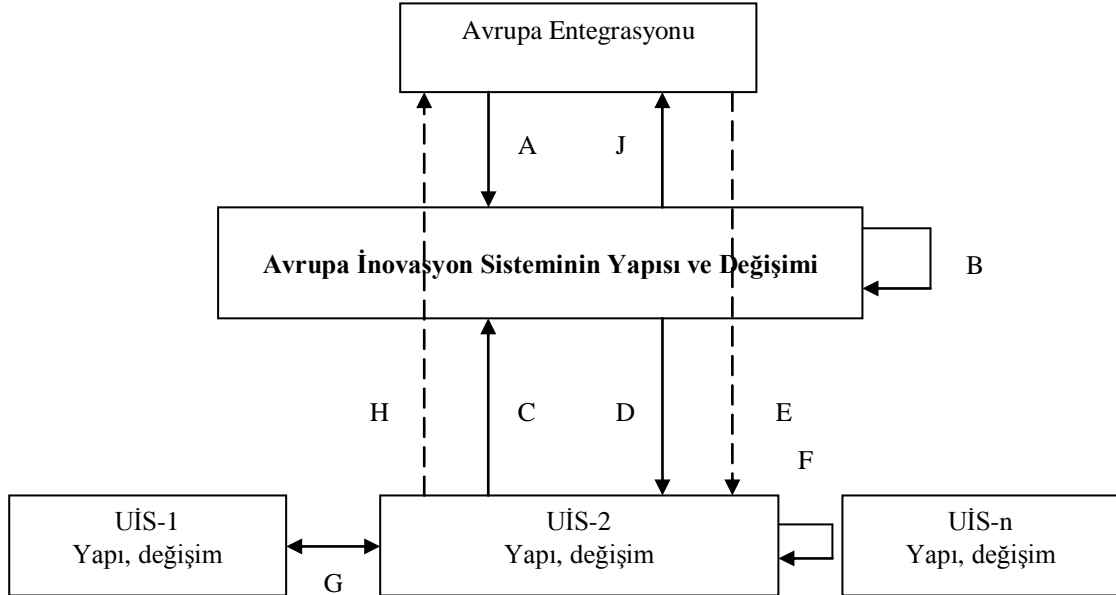 Avrupa Entegrasyonu
A
J
Avrupa İnovasyon Sisteminin Yapısı ve Değişimi
B
H
C
D
E
F
UİS-1
Yapı, değişim
G
UİS-2
Yapı, değişim
UİS-n
Yapı, değişim